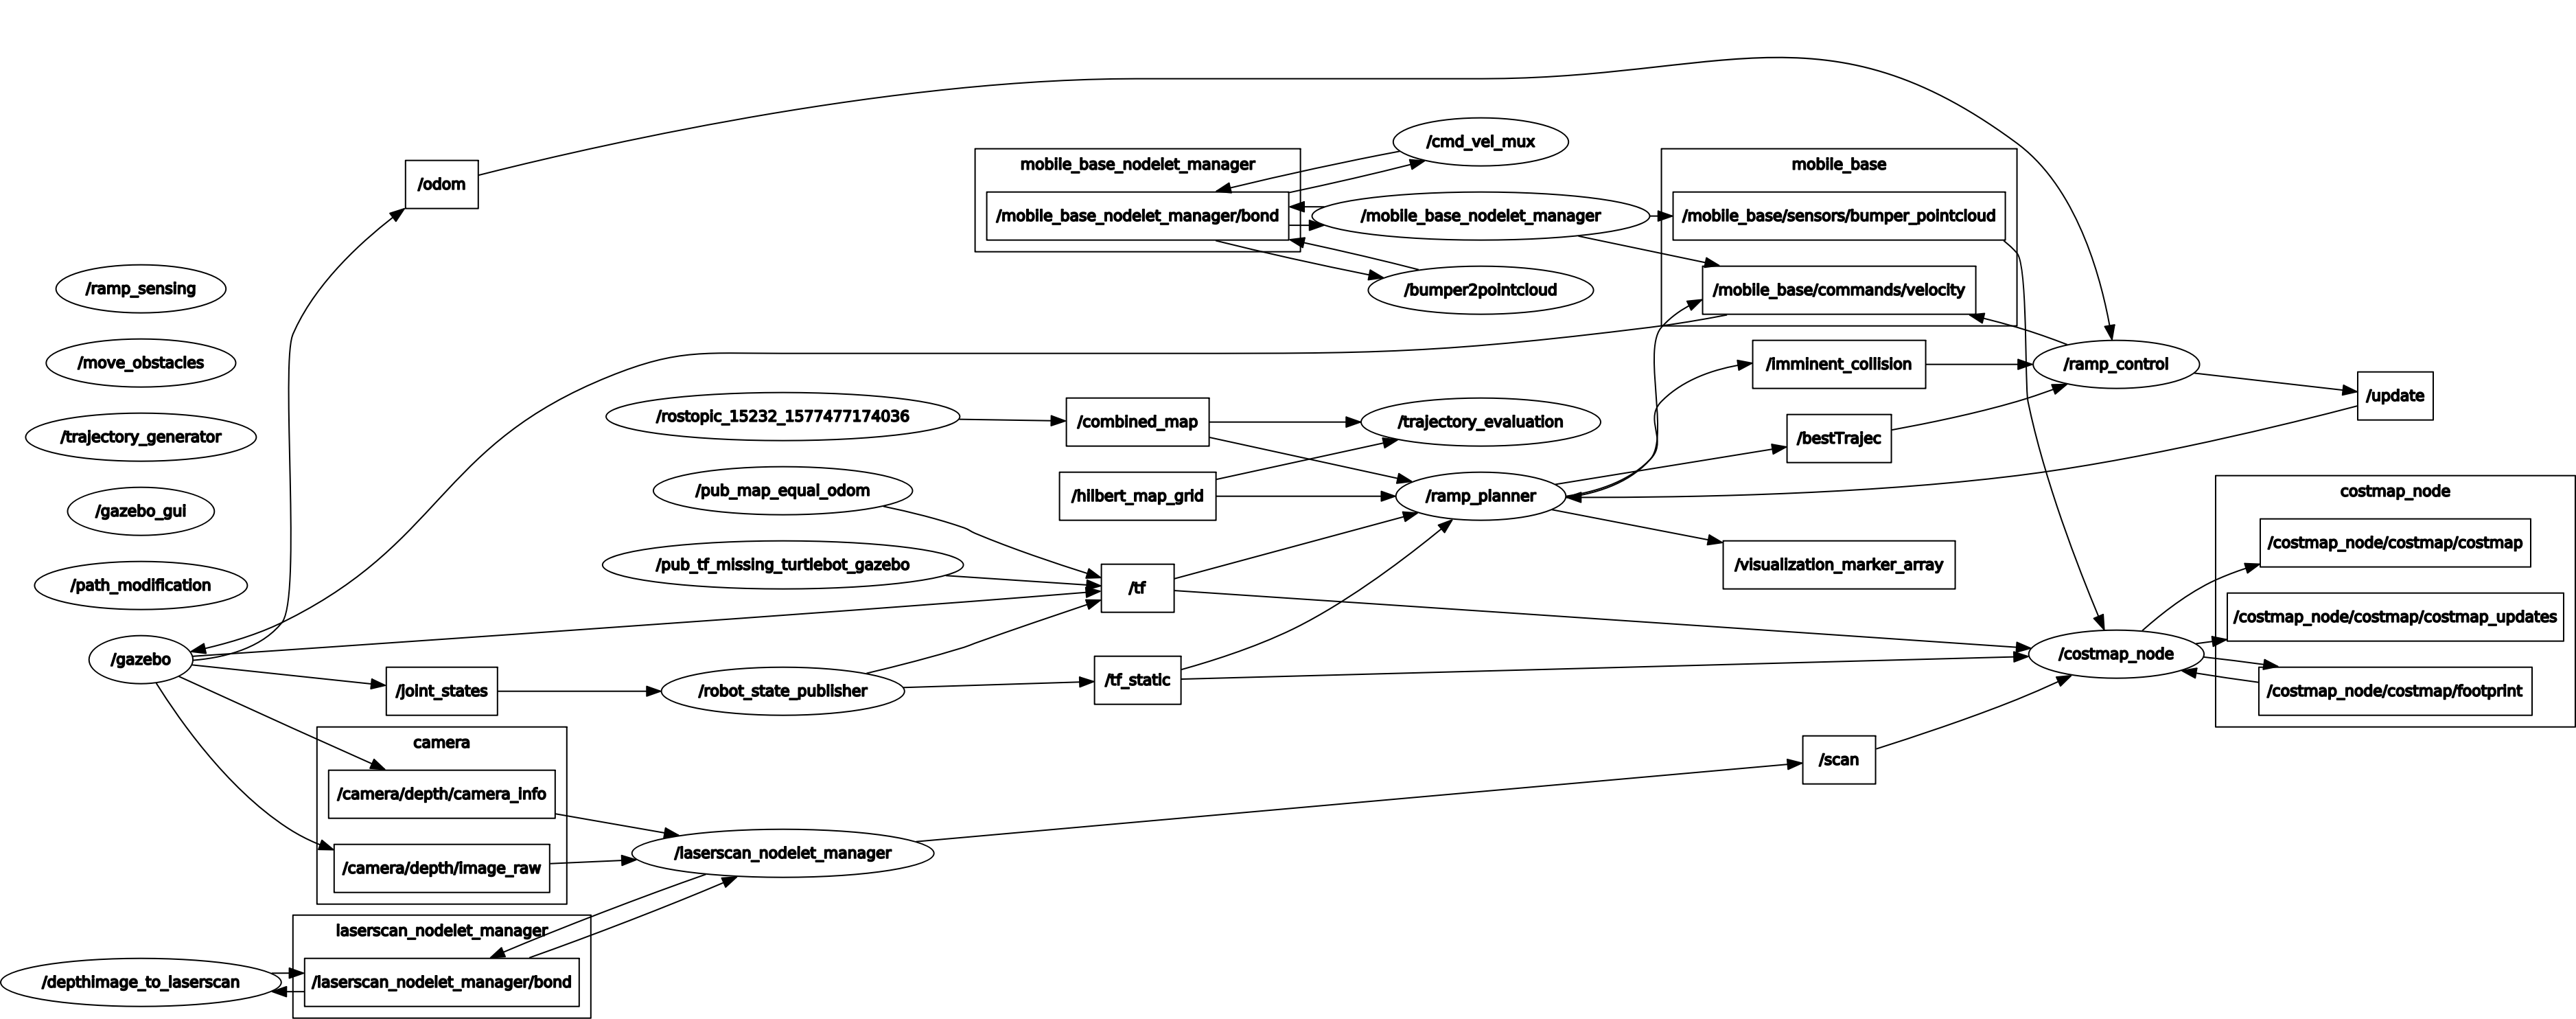 /cmd_vel_mux
mobile_base_nodelet_manager
mobile_base
/odom
/mobile_base_nodelet_manager/bond
/mobile_base_nodelet_manager
/mobile_base/sensors/bumper_pointcloud
/ramp_sensing
/bumper2pointcloud
/mobile_base/commands/velocity
/move_obstacles
/imminent_collision
/ramp_control
/rostopic_15232_1577477174036
/combined_map
/trajectory_evaluation
/update
/trajectory_generator
/bestTrajec
/pub_map_equal_odom
/hilbert_map_grid
/ramp_planner
costmap_node
/gazebo_gui
/costmap_node/costmap/costmap
/pub_tf_missing_turtlebot_gazebo
/visualization_marker_array
/path_modification
/tf
/costmap_node/costmap/costmap_updates
/gazebo
/costmap_node
/joint_states
/robot_state_publisher
/tf_static
/costmap_node/costmap/footprint
camera
/scan
/camera/depth/camera_info
/laserscan_nodelet_manager
/camera/depth/image_raw
laserscan_nodelet_manager
/depthimage_to_laserscan
/laserscan_nodelet_manager/bond